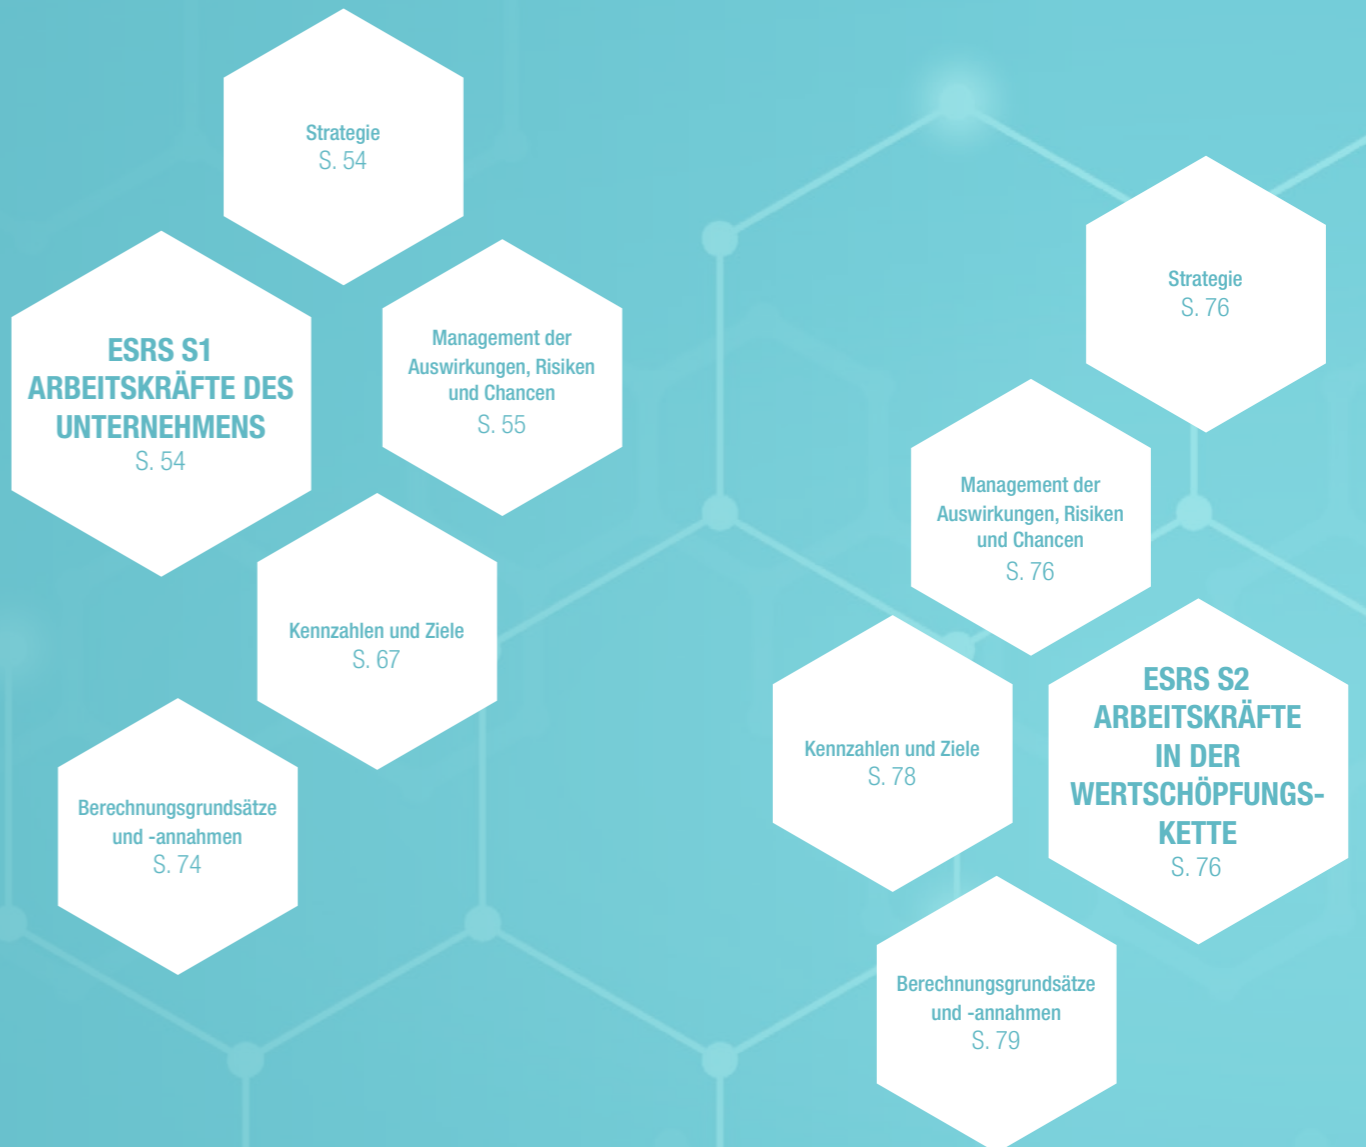 Strategie
S. 54
ESRS S1
ARBEITSKRÄFTE DES
UNTERNEHMENS
S. 54
Management der
Auswirkungen, Risiken
und Chancen
S. 55
Kennzahlen und Ziele
S. 67
Berechnungsgrundsätze
und -annahmen
S. 74
Strategie
S. 76
Management der
Auswirkungen, Risiken
und Chancen
S. 76
ESRS S2
ARBEITSKRÄFTE
IN DER
WERTSCHÖPFUNGS-
KETTE
S. 76
Kennzahlen und Ziele
S. 78
Berechnungsgrundsätze
und -annahmen
S. 79